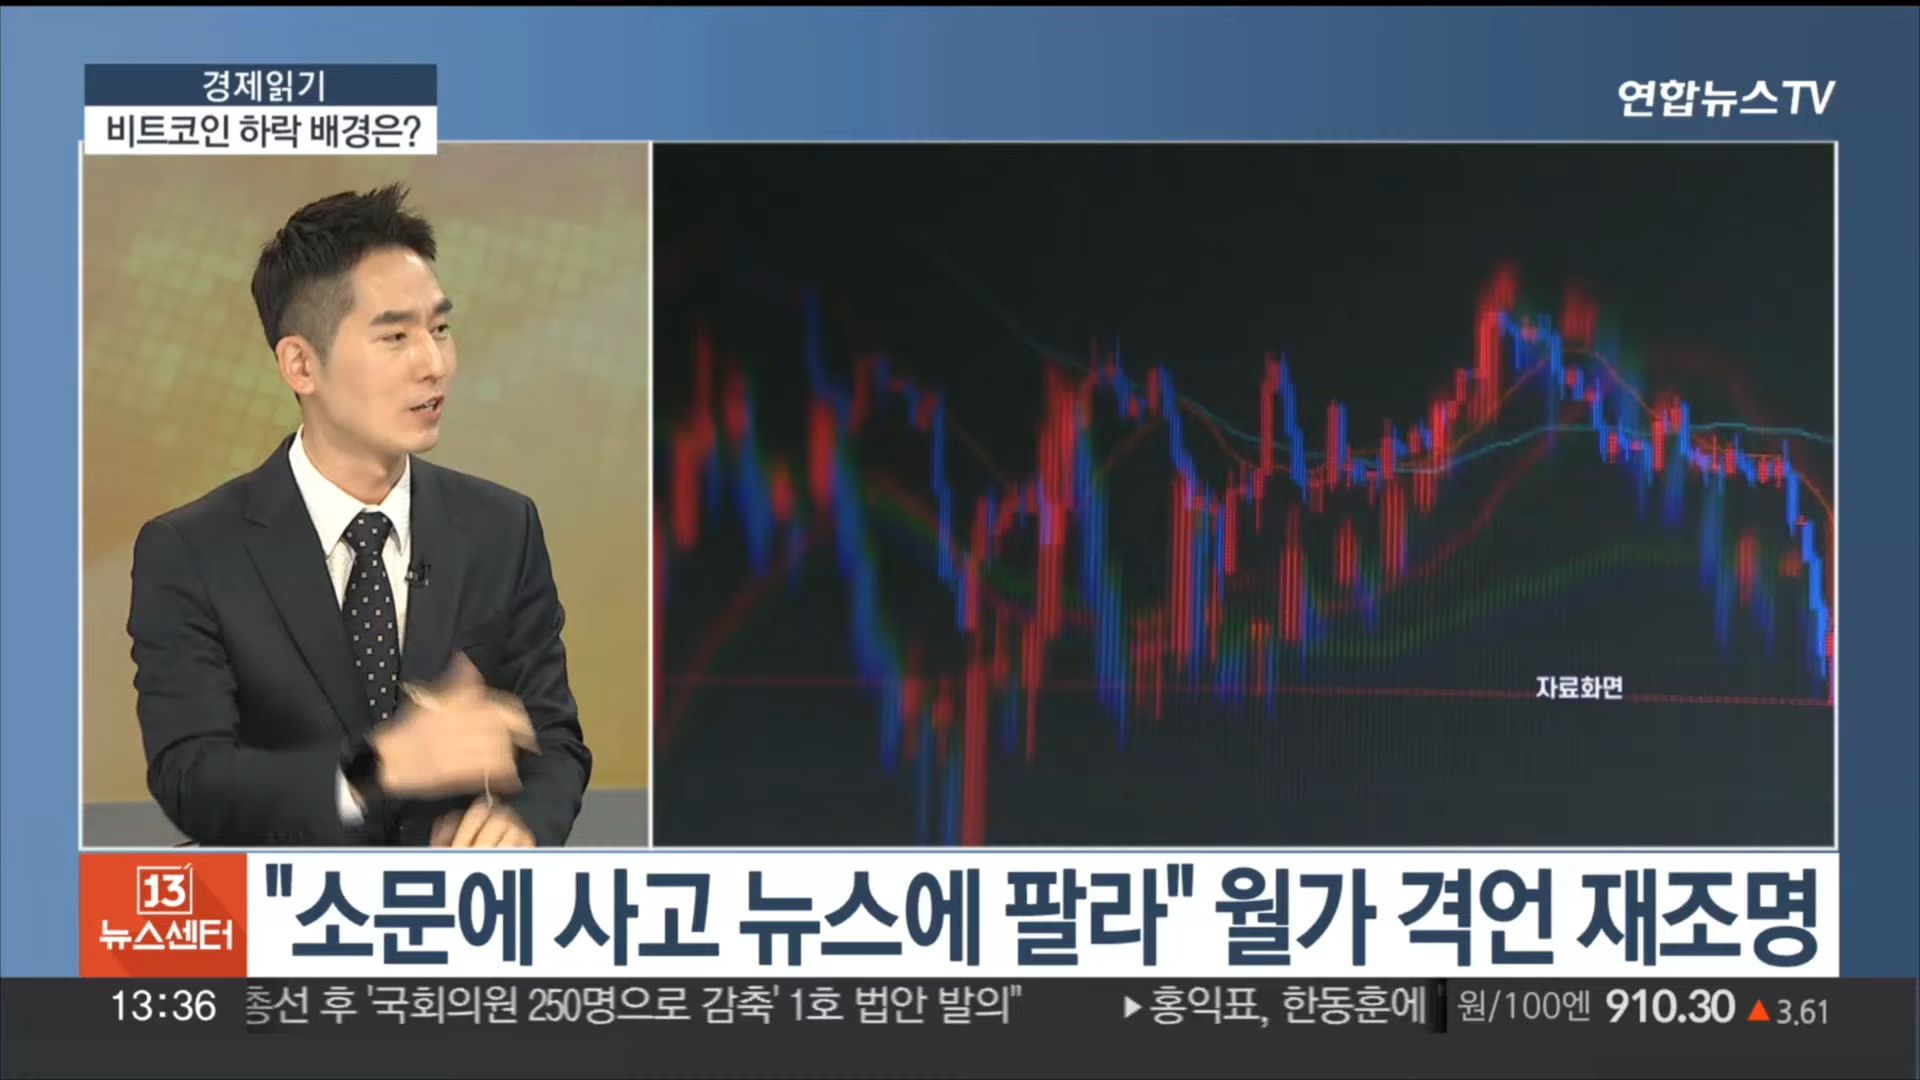 경제읽기
비트코인 하락 배경은?
연합뉴스TV
자료화면
13
뉴스센터
"소문에 사고 뉴스에 팔라" 월가 격언 재조명
13:36 총선 후 '국회의원 250명으로 감축' 1호 법안 발의" ▶홍익표, 한동훈에 원/100엔 910.30 ▲3.61